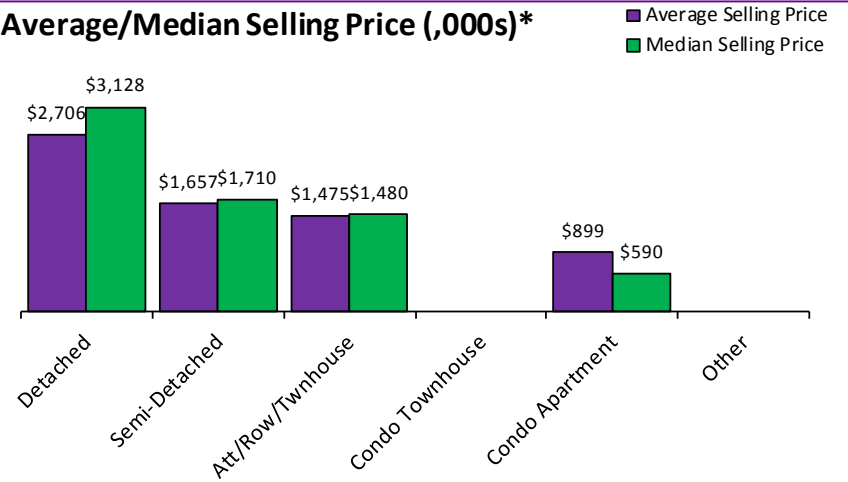 Average/Median Selling Price (,000s)*
Average Selling Price
Median Selling Price
$2,706
$3,128
$1,657
$1,710
$1,475
$1,480
$899
$590
Detached
Semi-Detached
Att/Row/Twnhouse
Condo Townhouse
Condo Apartment
Other